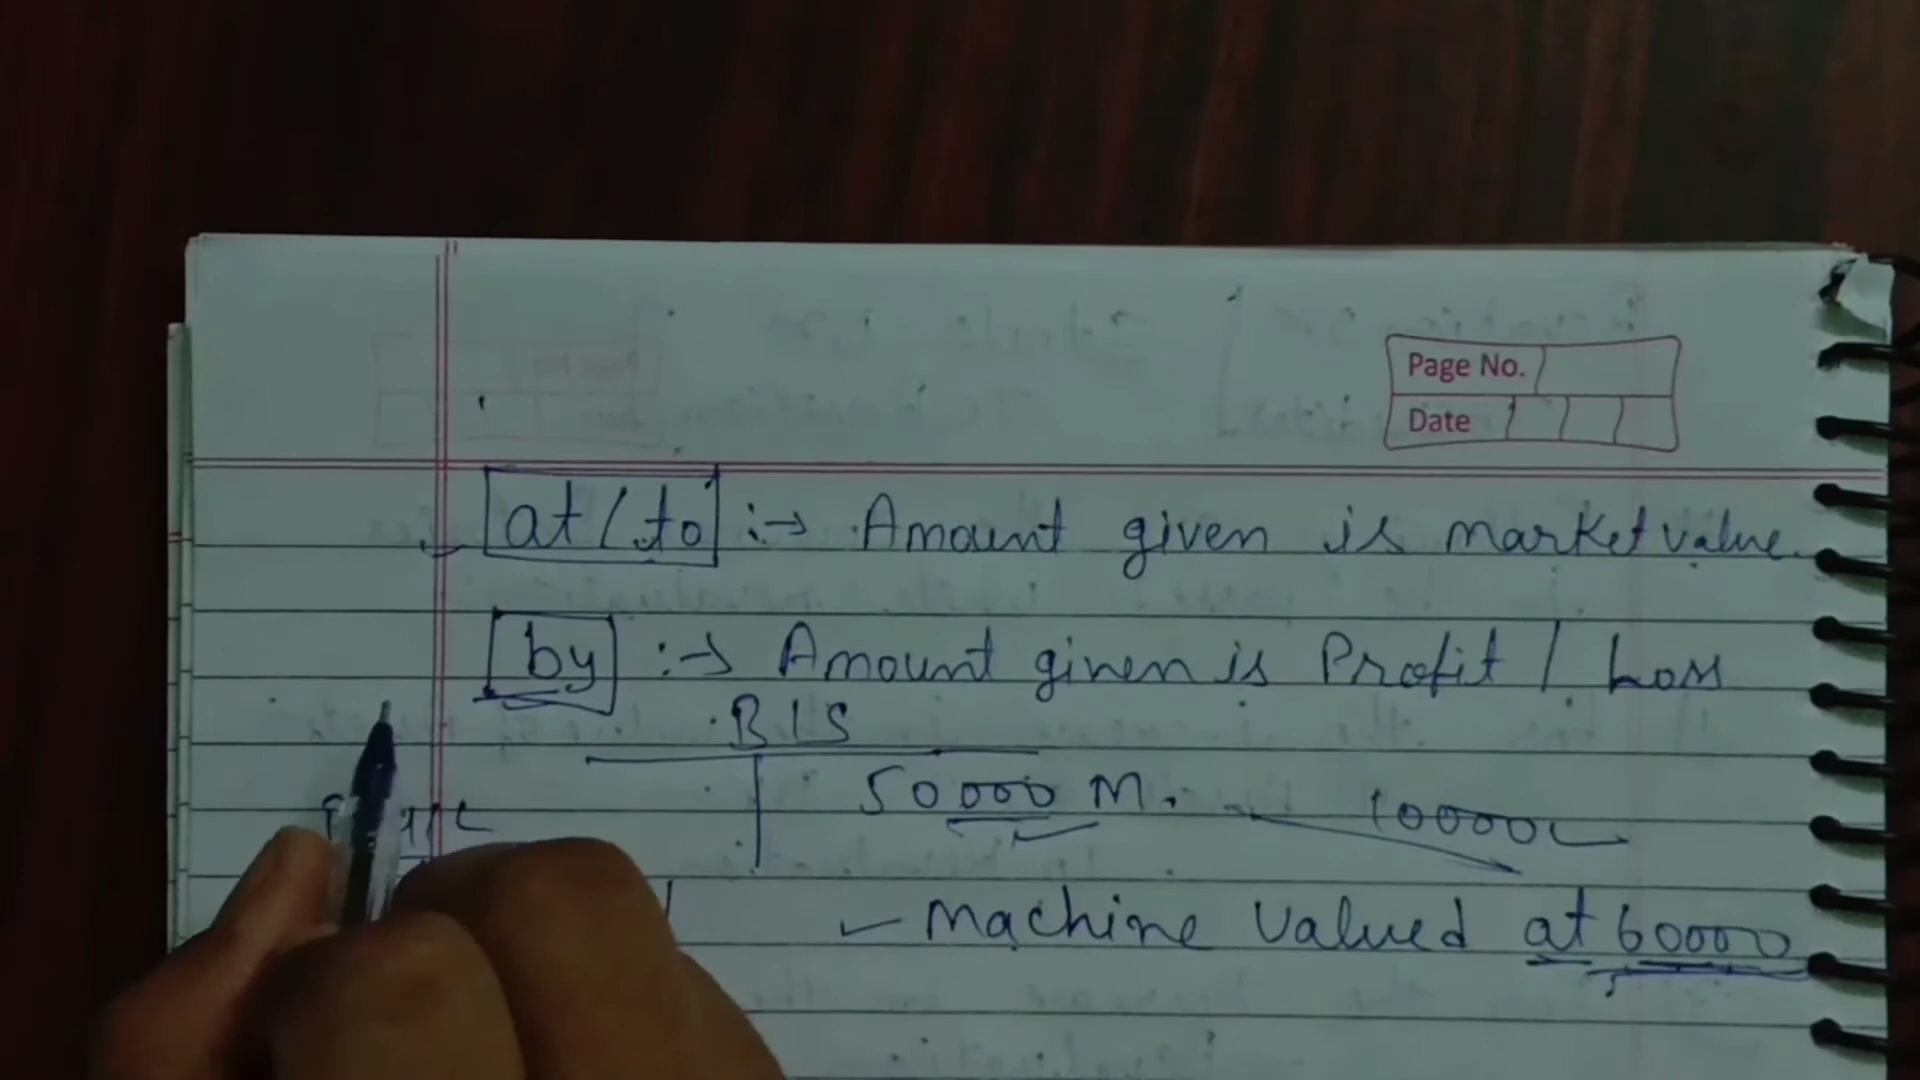 Page No.
Date
at / to :→ Amount given is market value.
by :→ Amount given is Profit / Loss
B/S
50000 M. 10000
✓ Machine valued at 60000